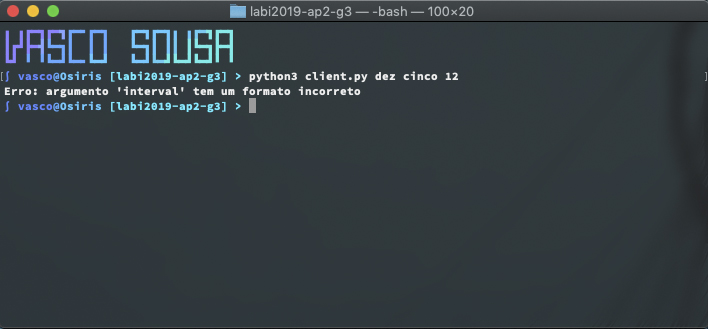 labi2019-ap2-g3 — -bash — 100×20
VASCO SOUSA
[∫ vasco@Osiris [labi2019-ap2-g3] > python3 client.py dez cinco 12 ]
Erro: argumento 'interval' tem um formato incorreto
∫ vasco@Osiris [labi2019-ap2-g3] >